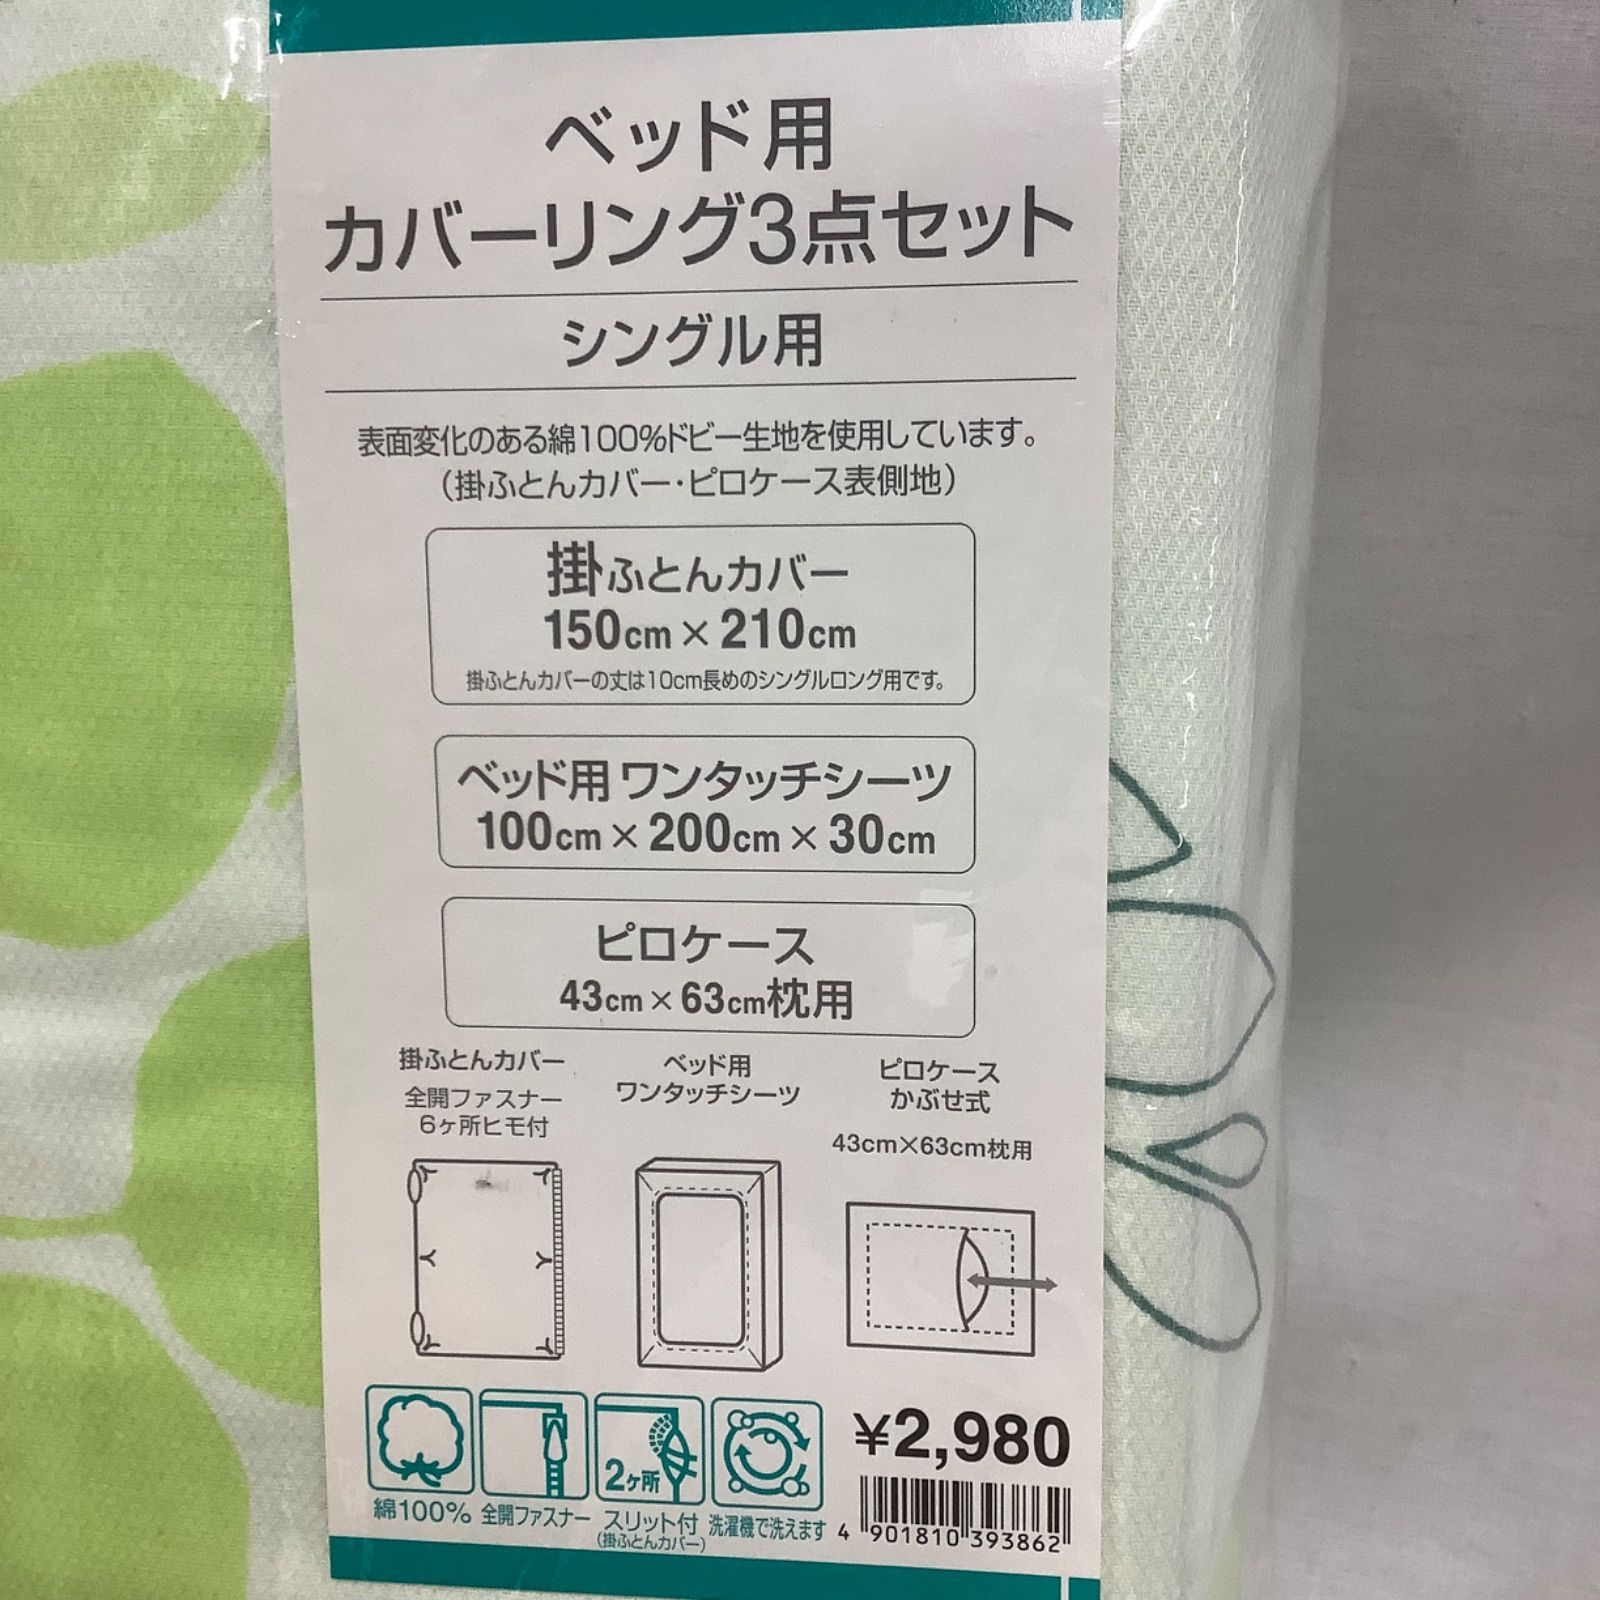 ベッド用
カバーリング3点セット
シングル用
表面変化のある綿100%ドビー生地を使用しています。
(掛ふとんカバー・ピロケース表側地)
掛ふとんカバー
150cm×210cm
掛ふとんカバーの丈は10cm長めのシングルロング用です。
ベッド用 ワンタッチシーツ
100cm×200cm×30cm
ピロケース
43cm×63cm枕用
掛ふとんカバー
全開ファスナー
6ヶ所ヒモ付
ベッド用
ワンタッチシーツ
ピロケース
かぶせ式
43cm×63cm枕用
綿100%
全開ファスナー
2ヶ所
スリット付
(掛ふとんカバー)
洗濯機で洗えます
¥2,980
4 901810 393862